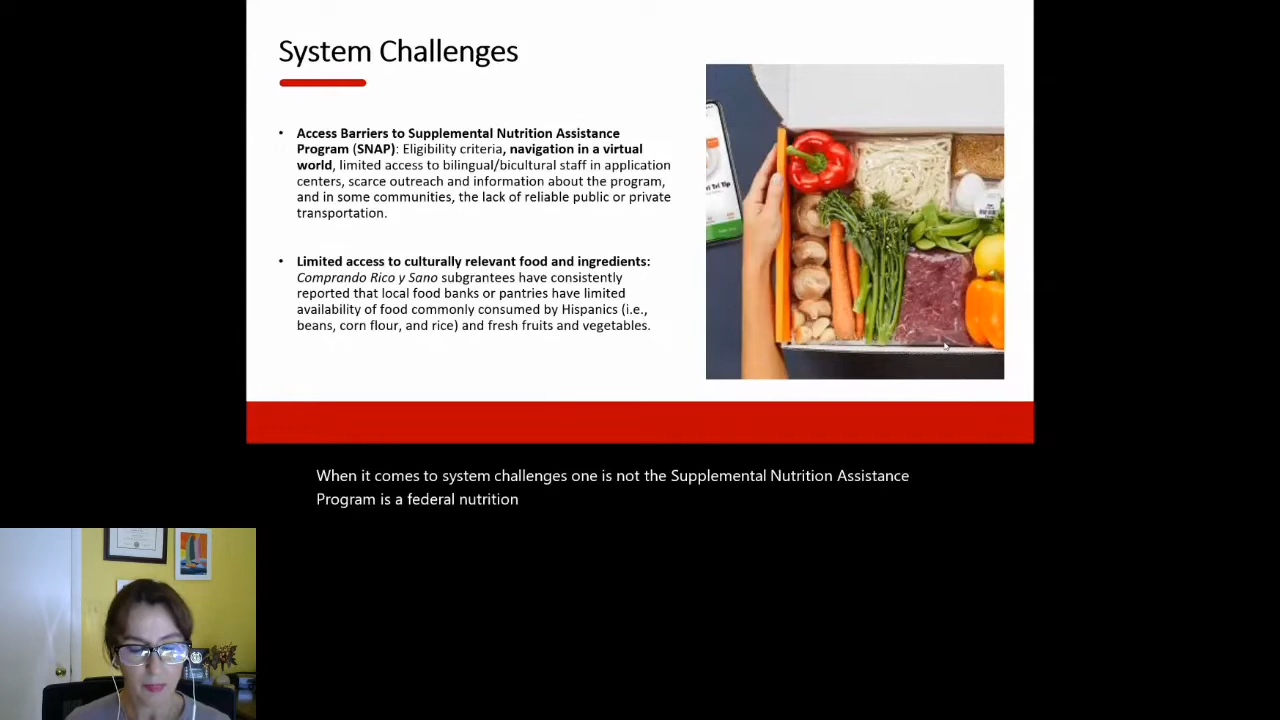 System Challenges
• Access Barriers to Supplemental Nutrition Assistance
Program (SNAP): Eligibility criteria, navigation in a virtual
world, limited access to bilingual/bicultural staff in application
centers, scarce outreach and information about the program,
and in some communities, the lack of reliable public or private
transportation.
• Limited access to culturally relevant food and ingredients:
Comprando Rico y Sano subgrantees have consistently
reported that local food banks or pantries have limited
availability of food commonly consumed by Hispanics (i.e.,
beans, corn flour, and rice) and fresh fruits and vegetables.
Tri Tip
When it comes to system challenges one is not the Supplemental Nutrition Assistance
Program is a federal nutrition